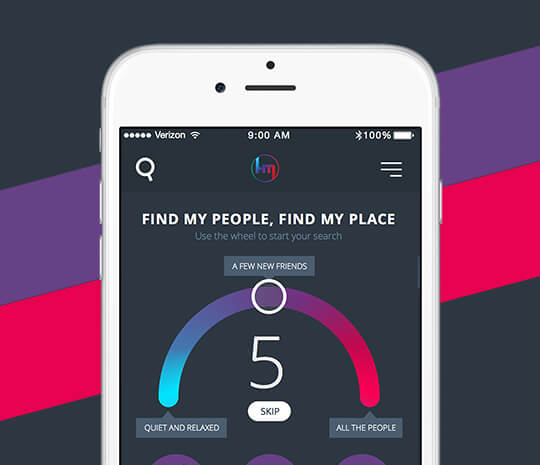 Verizon 9:00 AM 100%
hm
FIND MY PEOPLE, FIND MY PLACE
Use the wheel to start your search
A FEW NEW FRIENDS
5
SKIP
QUIET AND RELAXED ALL THE PEOPLE